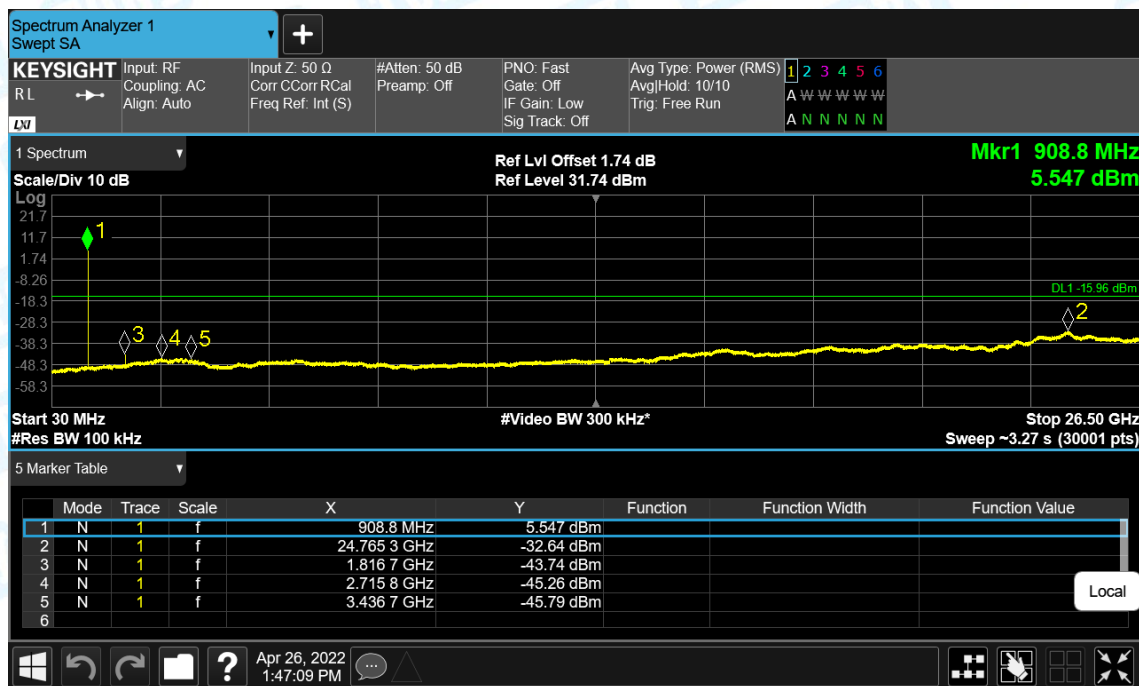 Spectrum Analyzer 1
Swept SA
+
KEYSIGHT
R L
LXI
Input: RF
Coupling: AC
Align: Auto
Input Z: 50 Ω
Corr CCorr RCal
Freq Ref: Int (S)
#Atten: 50 dB
Preamp: Off
PNO: Fast
Gate: Off
IF Gain: Low
Sig Track: Off
Avg Type: Power (RMS)
Avg|Hold: 10/10
Trig: Free Run
1 2 3 4 5 6
A W W W W W
A N N N N N
1 Spectrum
Scale/Div 10 dB
Ref Lvl Offset 1.74 dB
Ref Level 31.74 dBm
Mkr1 908.8 MHz
5.547 dBm
Log
21.7
11.7
1.74
-8.26
-18.3
-28.3
-38.3
-48.3
-58.3
1
DL1 -15.96 dBm
2
3
4
5
Start 30 MHz
#Res BW 100 kHz
#Video BW 300 kHz*
Stop 26.50 GHz
Sweep ~3.27 s (30001 pts)
5 Marker Table
Mode Trace Scale X Y Function Function Width Function Value
1 N 1 f 908.8 MHz 5.547 dBm
2 N 1 f 24.765 3 GHz -32.64 dBm
3 N 1 f 1.816 7 GHz -43.74 dBm
4 N 1 f 2.715 8 GHz -45.26 dBm
5 N 1 f 3.436 7 GHz -45.79 dBm
6
Local
?
Apr 26, 2022
1:47:09 PM